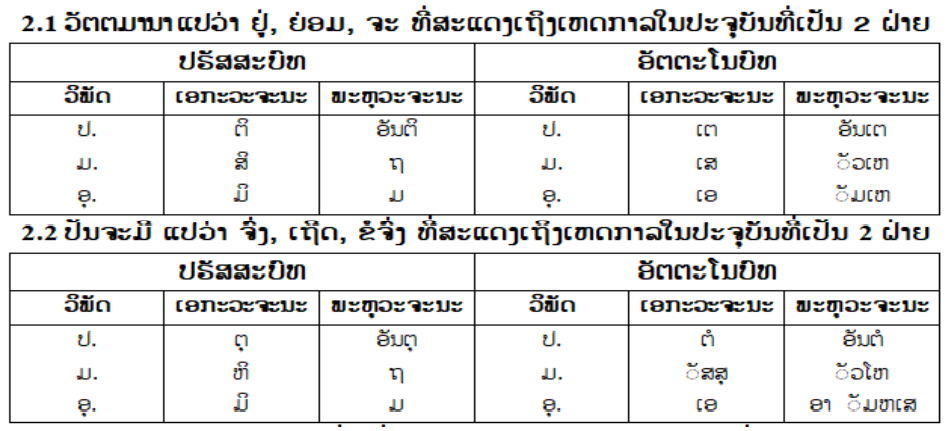 2.1 ວັຕຕມານາ ແປວ່າ ຢູ່, ຍ່ອມ, ຈະ ທີ່ສະແດງເຖິງເຫດກາລໃນປະຈຸບັນທີ່ເປັນ 2 ຝ່າຍ
ປຣັສສະບົທ ອັຕຕະໂນບົທ
ວິພັດ ເອກະວະຈະນະ ພະຫຸວະຈະນະ ວິພັດ ເອກະວະຈະນະ ພະຫຸວະຈະນະ
ປ. ຕິ ອັນຕິ ປ. ເຕ ອັນເຕ
ມ. ສິ ຖ ມ. ເສ ັວເຫ
ອຸ. ມິ ມ ອຸ. ເອ ັມເຫ
2.2 ປັນຈະມີ ແປວ່າ ຈົ່ງ, ເຖີດ, ຂໍຈົ່ງ ທີ່ສະແດງເຖິງເຫດກາລໃນປະຈຸບັນທີ່ເປັນ 2 ຝ່າຍ
ປຣັສສະບົທ ອັຕຕະໂນບົທ
ວິພັດ ເອກະວະຈະນະ ພະຫຸວະຈະນະ ວິພັດ ເອກະວະຈະນະ ພະຫຸວະຈະນະ
ປ. ຕຸ ອັນຕຸ ປ. ຕໍ ອັນຕໍ
ມ. ຫິ ຖ ມ. ັສສຸ ັວໂຫ
ອຸ. ມິ ມ ອຸ. ເອ ອາ ັມຫເສ